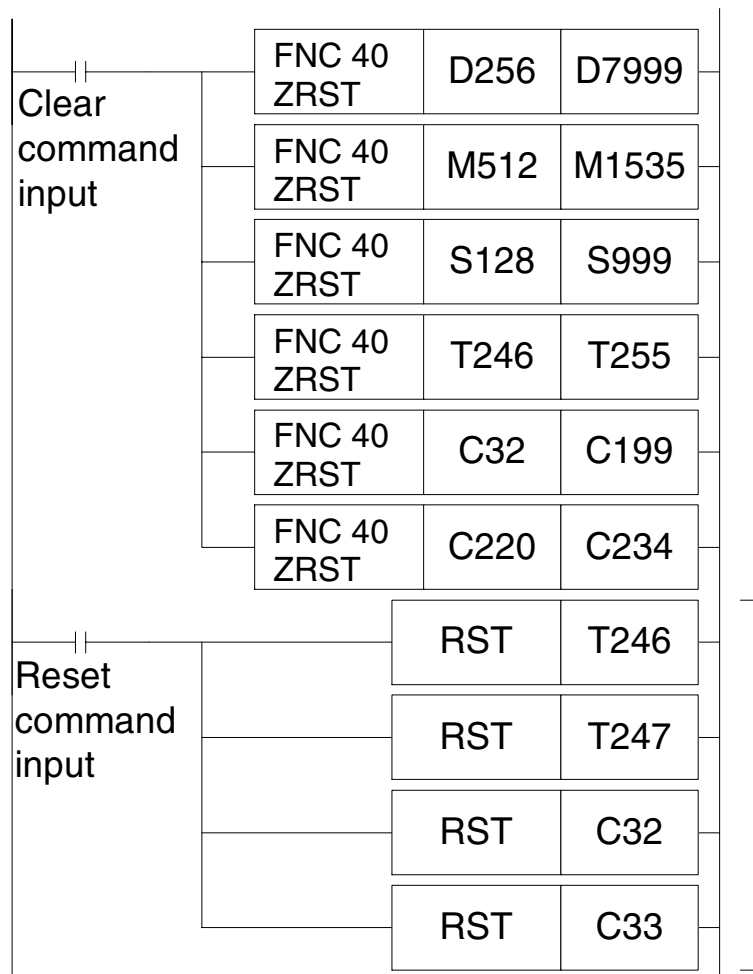 FNC 40
ZRST
D256
D7999
Clear
command
input
FNC 40
ZRST
M512
M1535
FNC 40
ZRST
S128
S999
FNC 40
ZRST
T246
T255
FNC 40
ZRST
C32
C199
FNC 40
ZRST
C220
C234
RST
T246
Reset
command
input
RST
T247
RST
C32
RST
C33